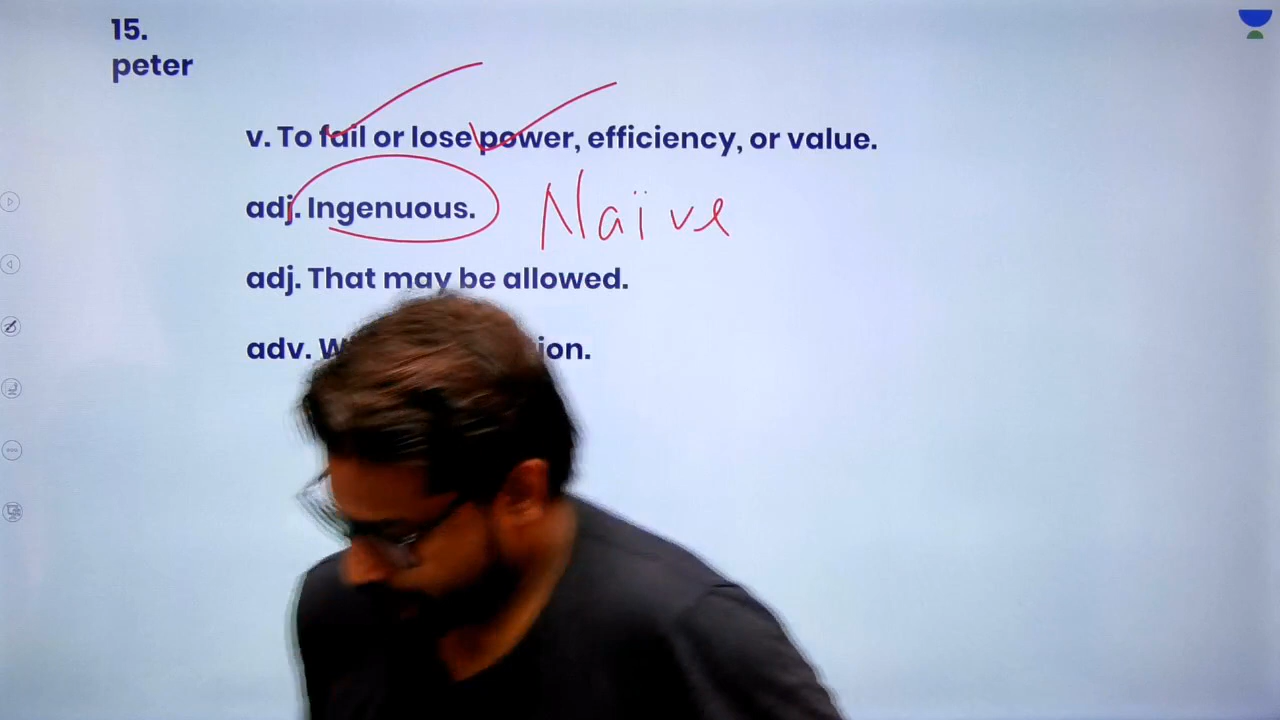 15.
peter
v. To fail or lose power, efficiency, or value.
adj. Ingenuous. Naïve
adj. That may be allowed.
adv.